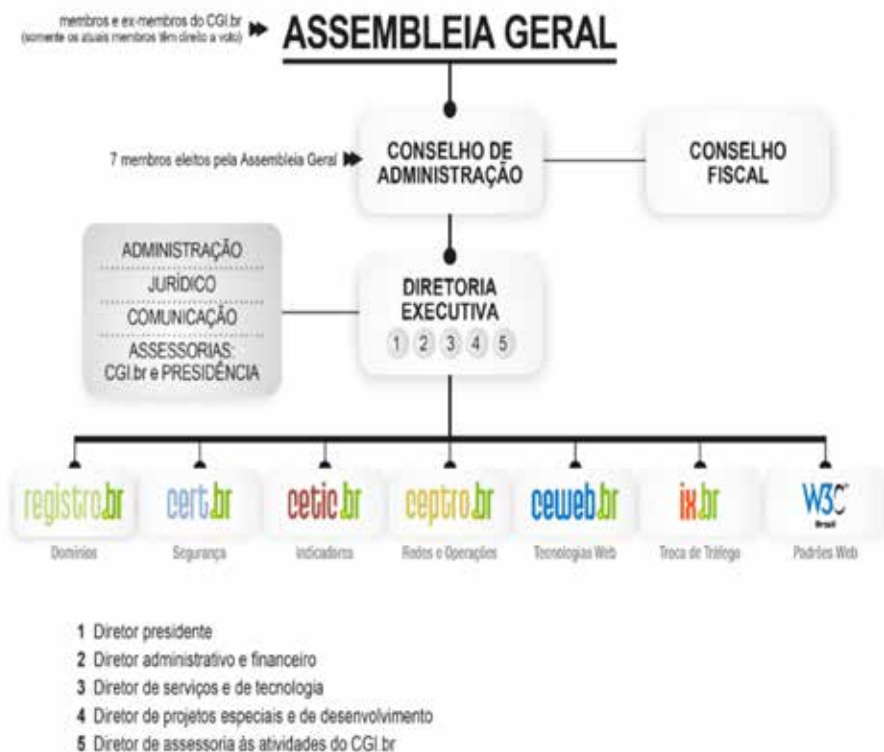 membros e ex-membros do CGI.br
(somente os atuais membros têm direito a voto)
ASSEMBLEIA GERAL
7 membros eleitos pela Assembleia Geral
CONSELHO DE
ADMINISTRAÇÃO
CONSELHO
FISCAL
ADMINISTRAÇÃO
JURÍDICO
COMUNICAÇÃO
ASSESSORIAS:
CGI.br e PRESIDÊNCIA
DIRETORIA
EXECUTIVA
1 2 3 4 5
registro.br cert.br cetic.br ceptro.br ceweb.br ix.br W3C Brasil
Domínios Segurança Indicadores Redes e Operações Tecnologias Web Troca de Tráfego Padrões Web
1 Diretor presidente
2 Diretor administrativo e financeiro
3 Diretor de serviços e de tecnologia
4 Diretor de projetos especiais e de desenvolvimento
5 Diretor de assessoria às atividades do CGI.br